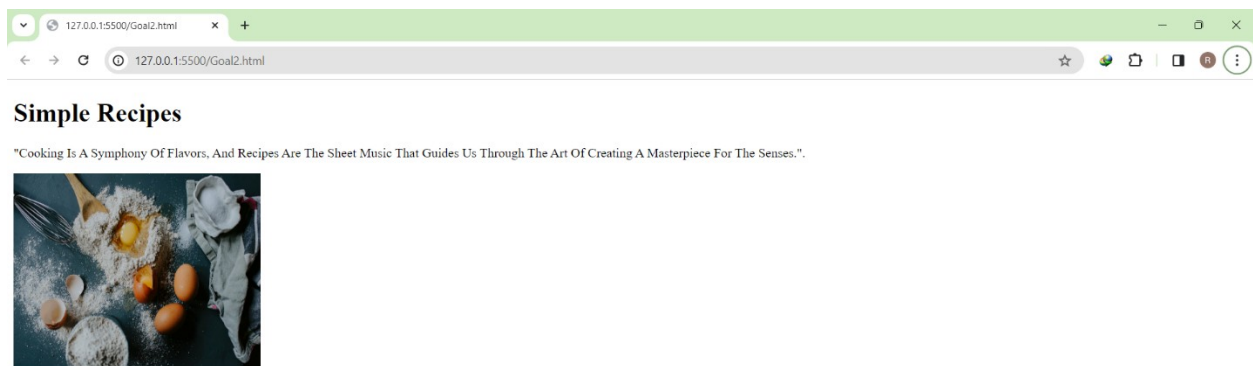 127.0.0.1:5500/Goal2.html
127.0.0.1:5500/Goal2.html
R
Simple Recipes
"Cooking Is A Symphony Of Flavors, And Recipes Are The Sheet Music That Guides Us Through The Art Of Creating A Masterpiece For The Senses.".